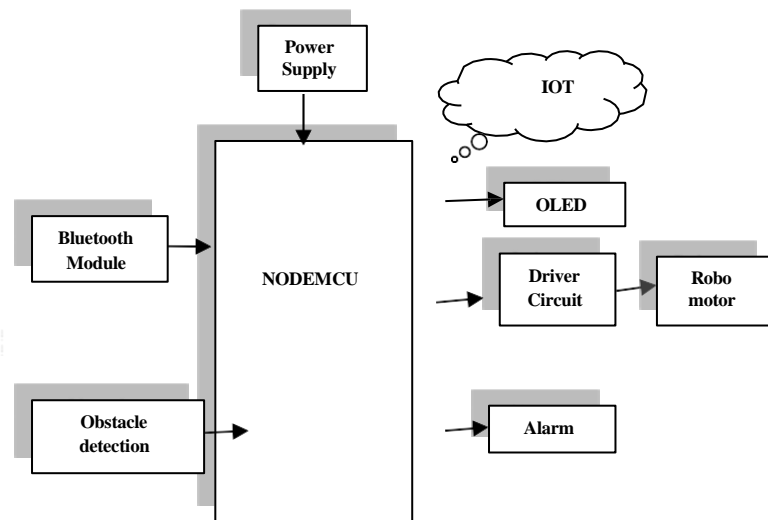 Power
Supply
IOT
OLED
Bluetooth
Module
NODEMCU
Driver
Circuit
Robo
motor
Obstacle
detection
Alarm